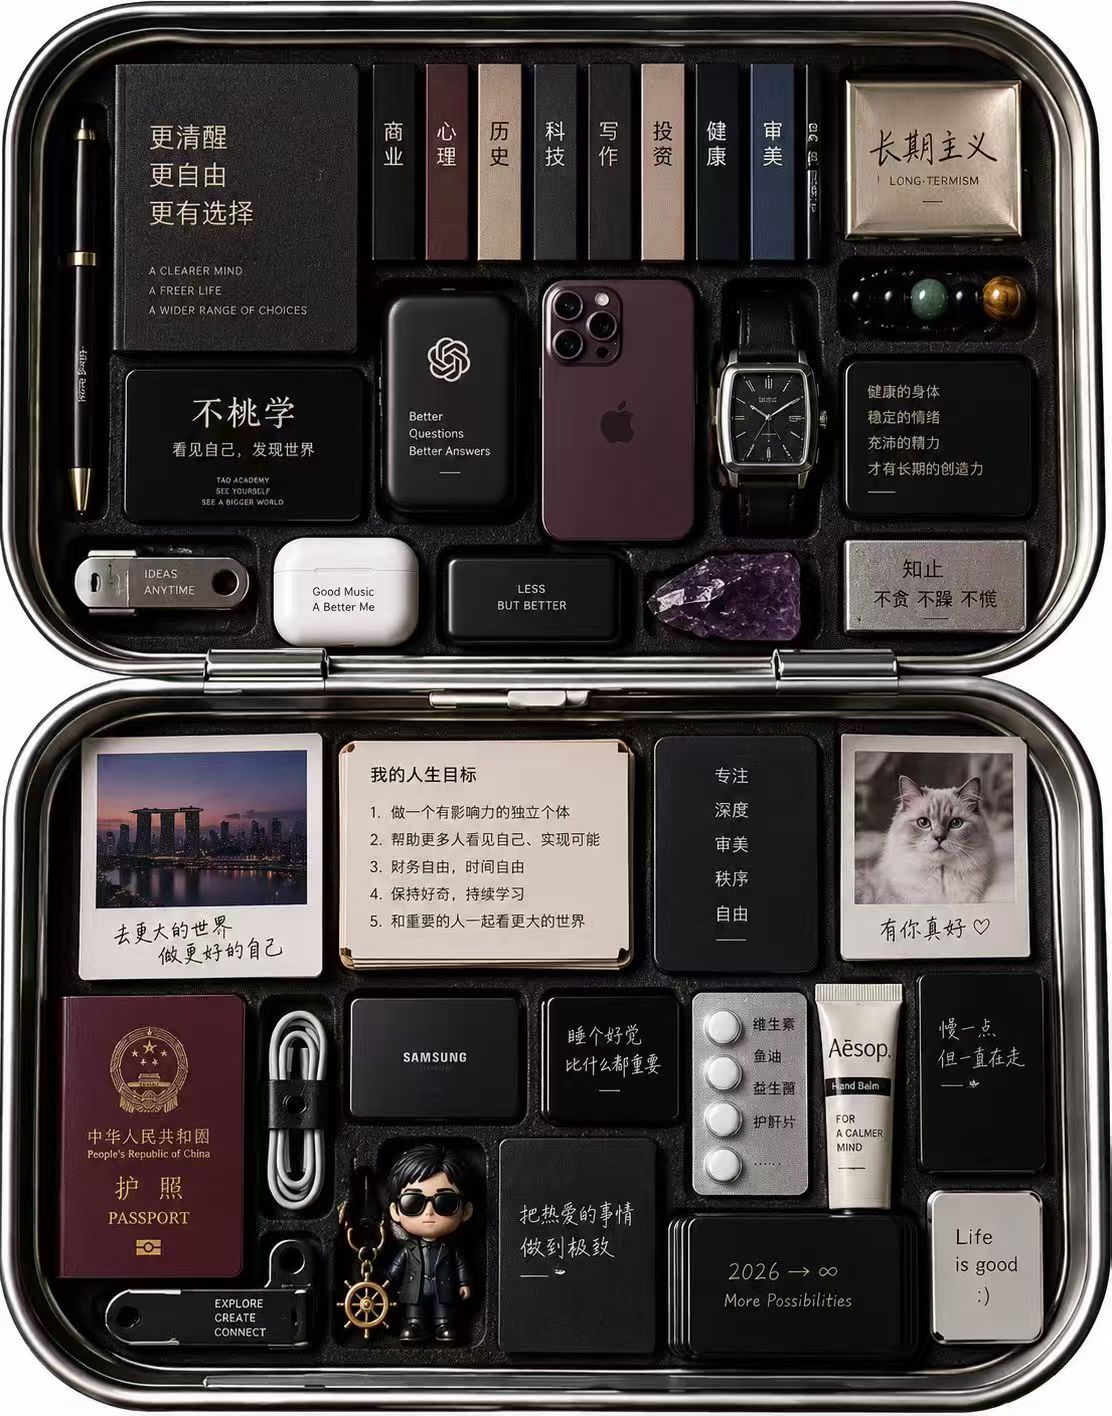 更清醒
更自由
更有选择
A CLEARER MIND
A FREER LIFE
A WIDER RANGE OF CHOICES
商业
心理
历史
科技
写作
投资
健康
审美
长期主义
LONG-TERMISM
不桃学
看见自己，发现世界
TAO ACADEMY
SEE YOURSELF
SEE A BIGGER WORLD
Better
Questions
Better Answers
健康的身体
稳定的情绪
充沛的精力
才有长期的创造力
IDEAS
ANYTIME
Good Music
A Better Me
LESS
BUT BETTER
知止
不贪 不躁 不慌
去更大的世界
做更好的自己
我的人生目标
1. 做一个有影响力的独立个体
2. 帮助更多人看见自己、实现可能
3. 财务自由，时间自由
4. 保持好奇，持续学习
5. 和重要的人一起看更大的世界
专注
深度
审美
秩序
自由
有你真好♡
中华人民共和国
People's Republic of China
护照
PASSPORT
SAMSUNG
睡个好觉
比什么都重要
维生素
鱼油
益生菌
护肝片
……
Aēsop.
Hand Balm
FOR
A CALMER
MIND
慢一点
但一直在走
EXPLORE
CREATE
CONNECT
把热爱的事情
做到极致
2026 → ∞
More Possibilities
Life
is good
:)